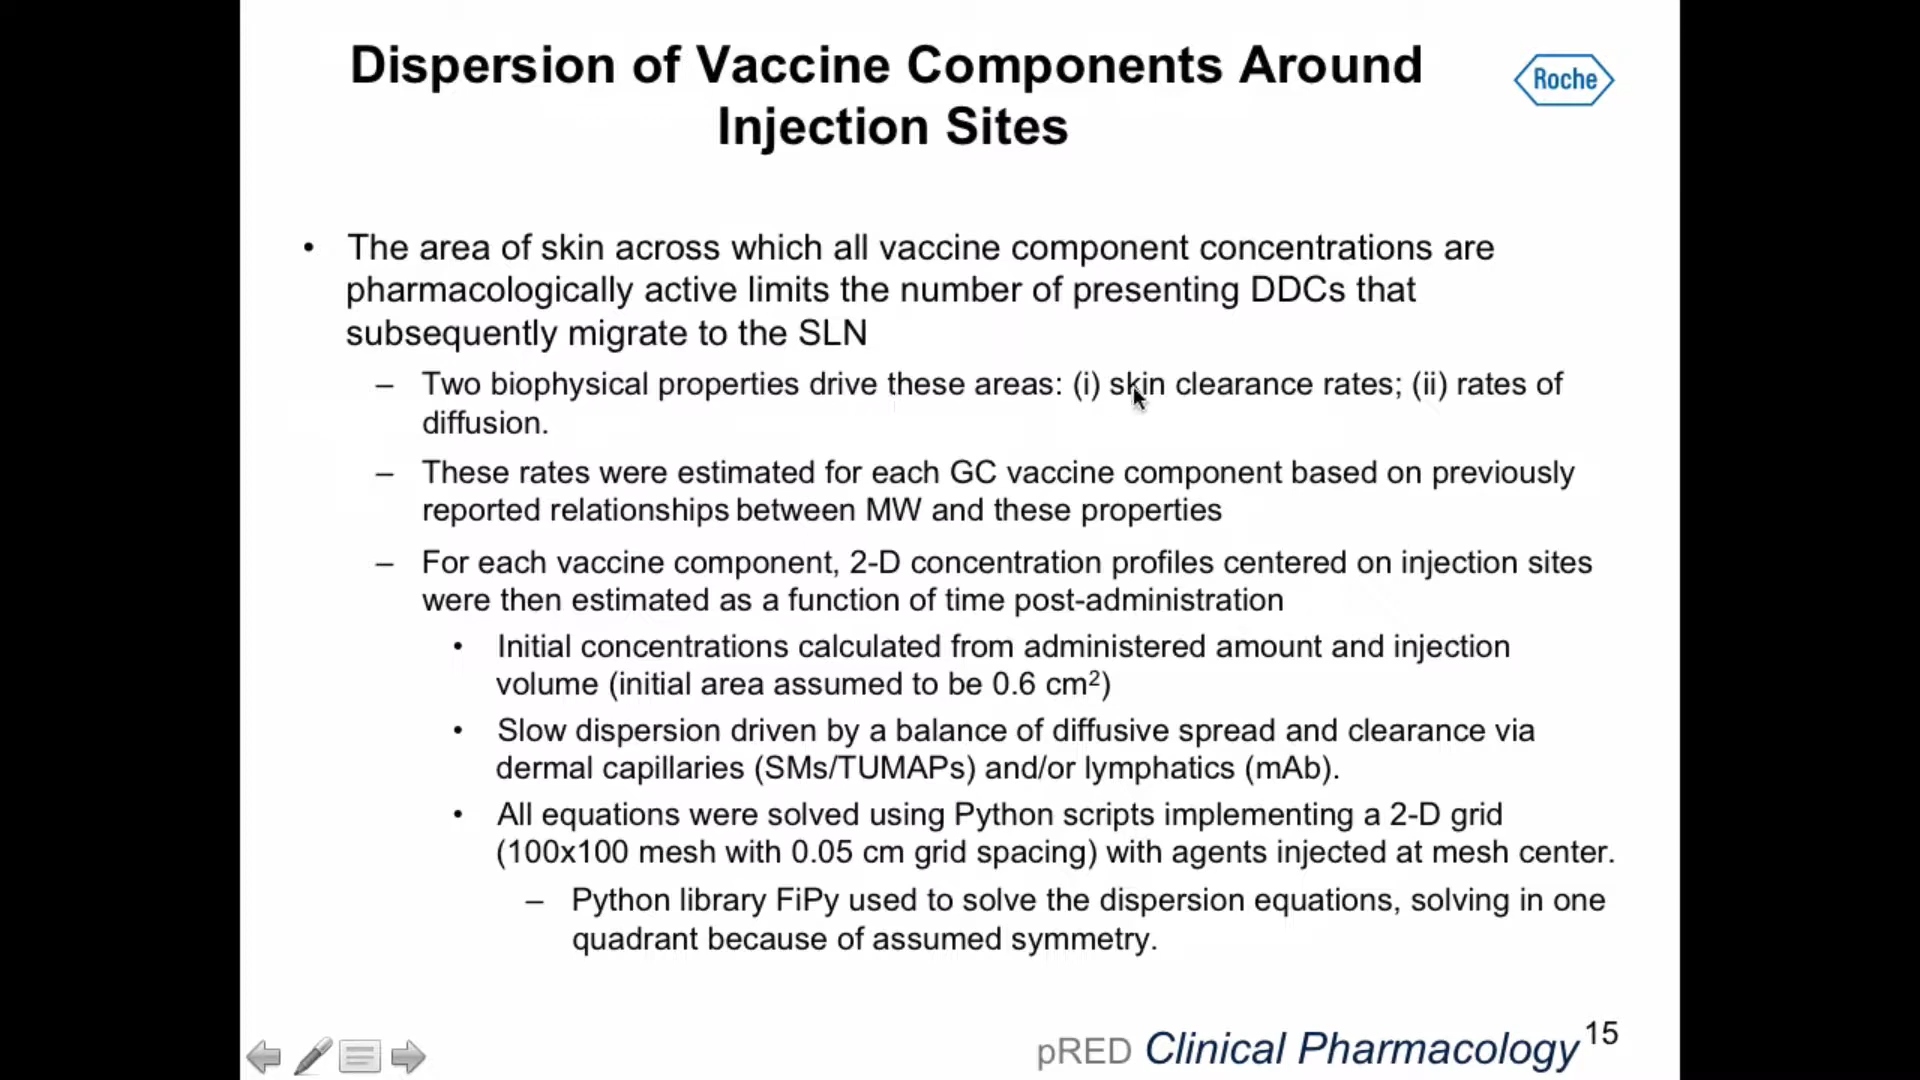 Dispersion of Vaccine Components Around
Injection Sites
Roche
• The area of skin across which all vaccine component concentrations are
pharmacologically active limits the number of presenting DDCs that
subsequently migrate to the SLN
– Two biophysical properties drive these areas: (i) skin clearance rates; (ii) rates of
diffusion.
– These rates were estimated for each GC vaccine component based on previously
reported relationships between MW and these properties
– For each vaccine component, 2-D concentration profiles centered on injection sites
were then estimated as a function of time post-administration
• Initial concentrations calculated from administered amount and injection
volume (initial area assumed to be 0.6 cm²)
• Slow dispersion driven by a balance of diffusive spread and clearance via
dermal capillaries (SMs/TUMAPs) and/or lymphatics (mAb).
• All equations were solved using Python scripts implementing a 2-D grid
(100x100 mesh with 0.05 cm grid spacing) with agents injected at mesh center.
– Python library FiPy used to solve the dispersion equations, solving in one
quadrant because of assumed symmetry.
pRED Clinical Pharmacology 15